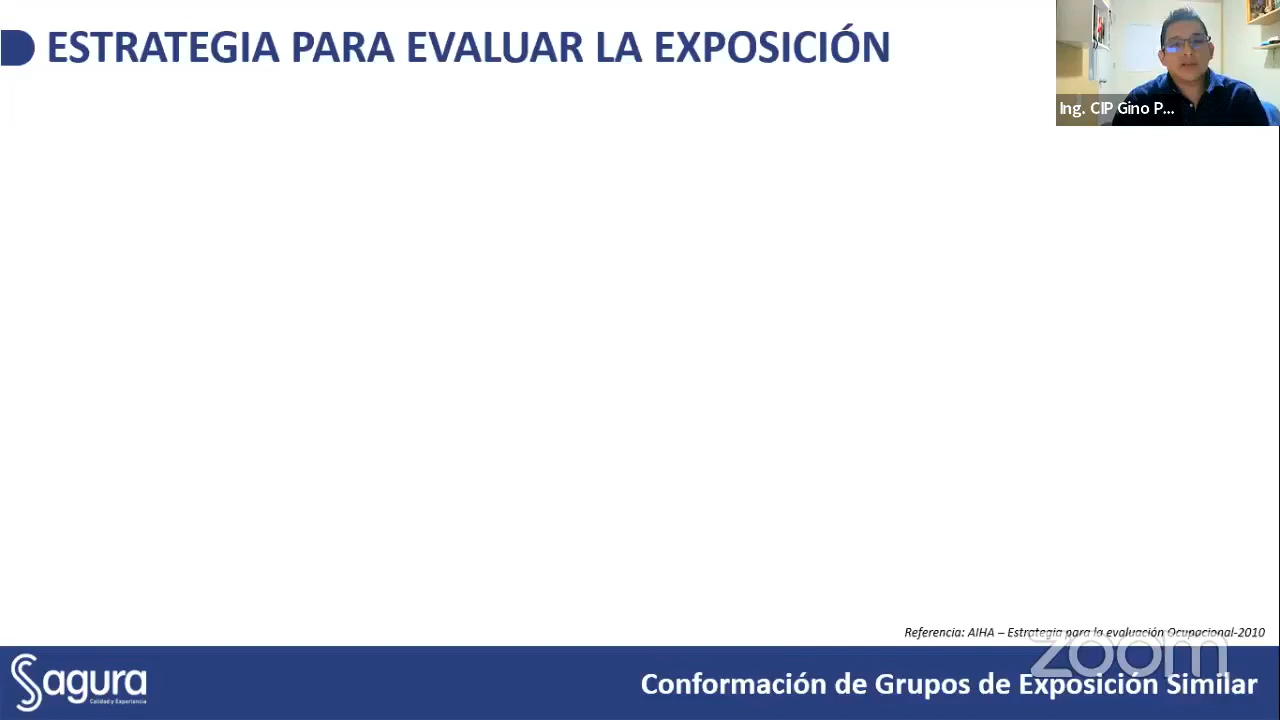 ESTRATEGIA PARA EVALUAR LA EXPOSICIÓN
Ing. CIP Gino P...
Referencia: AIHA – Estrategia para la evaluación Ocupacional-2010
zoom
Sagura
Calidad y Experiencia
Conformación de Grupos de Exposición Similar